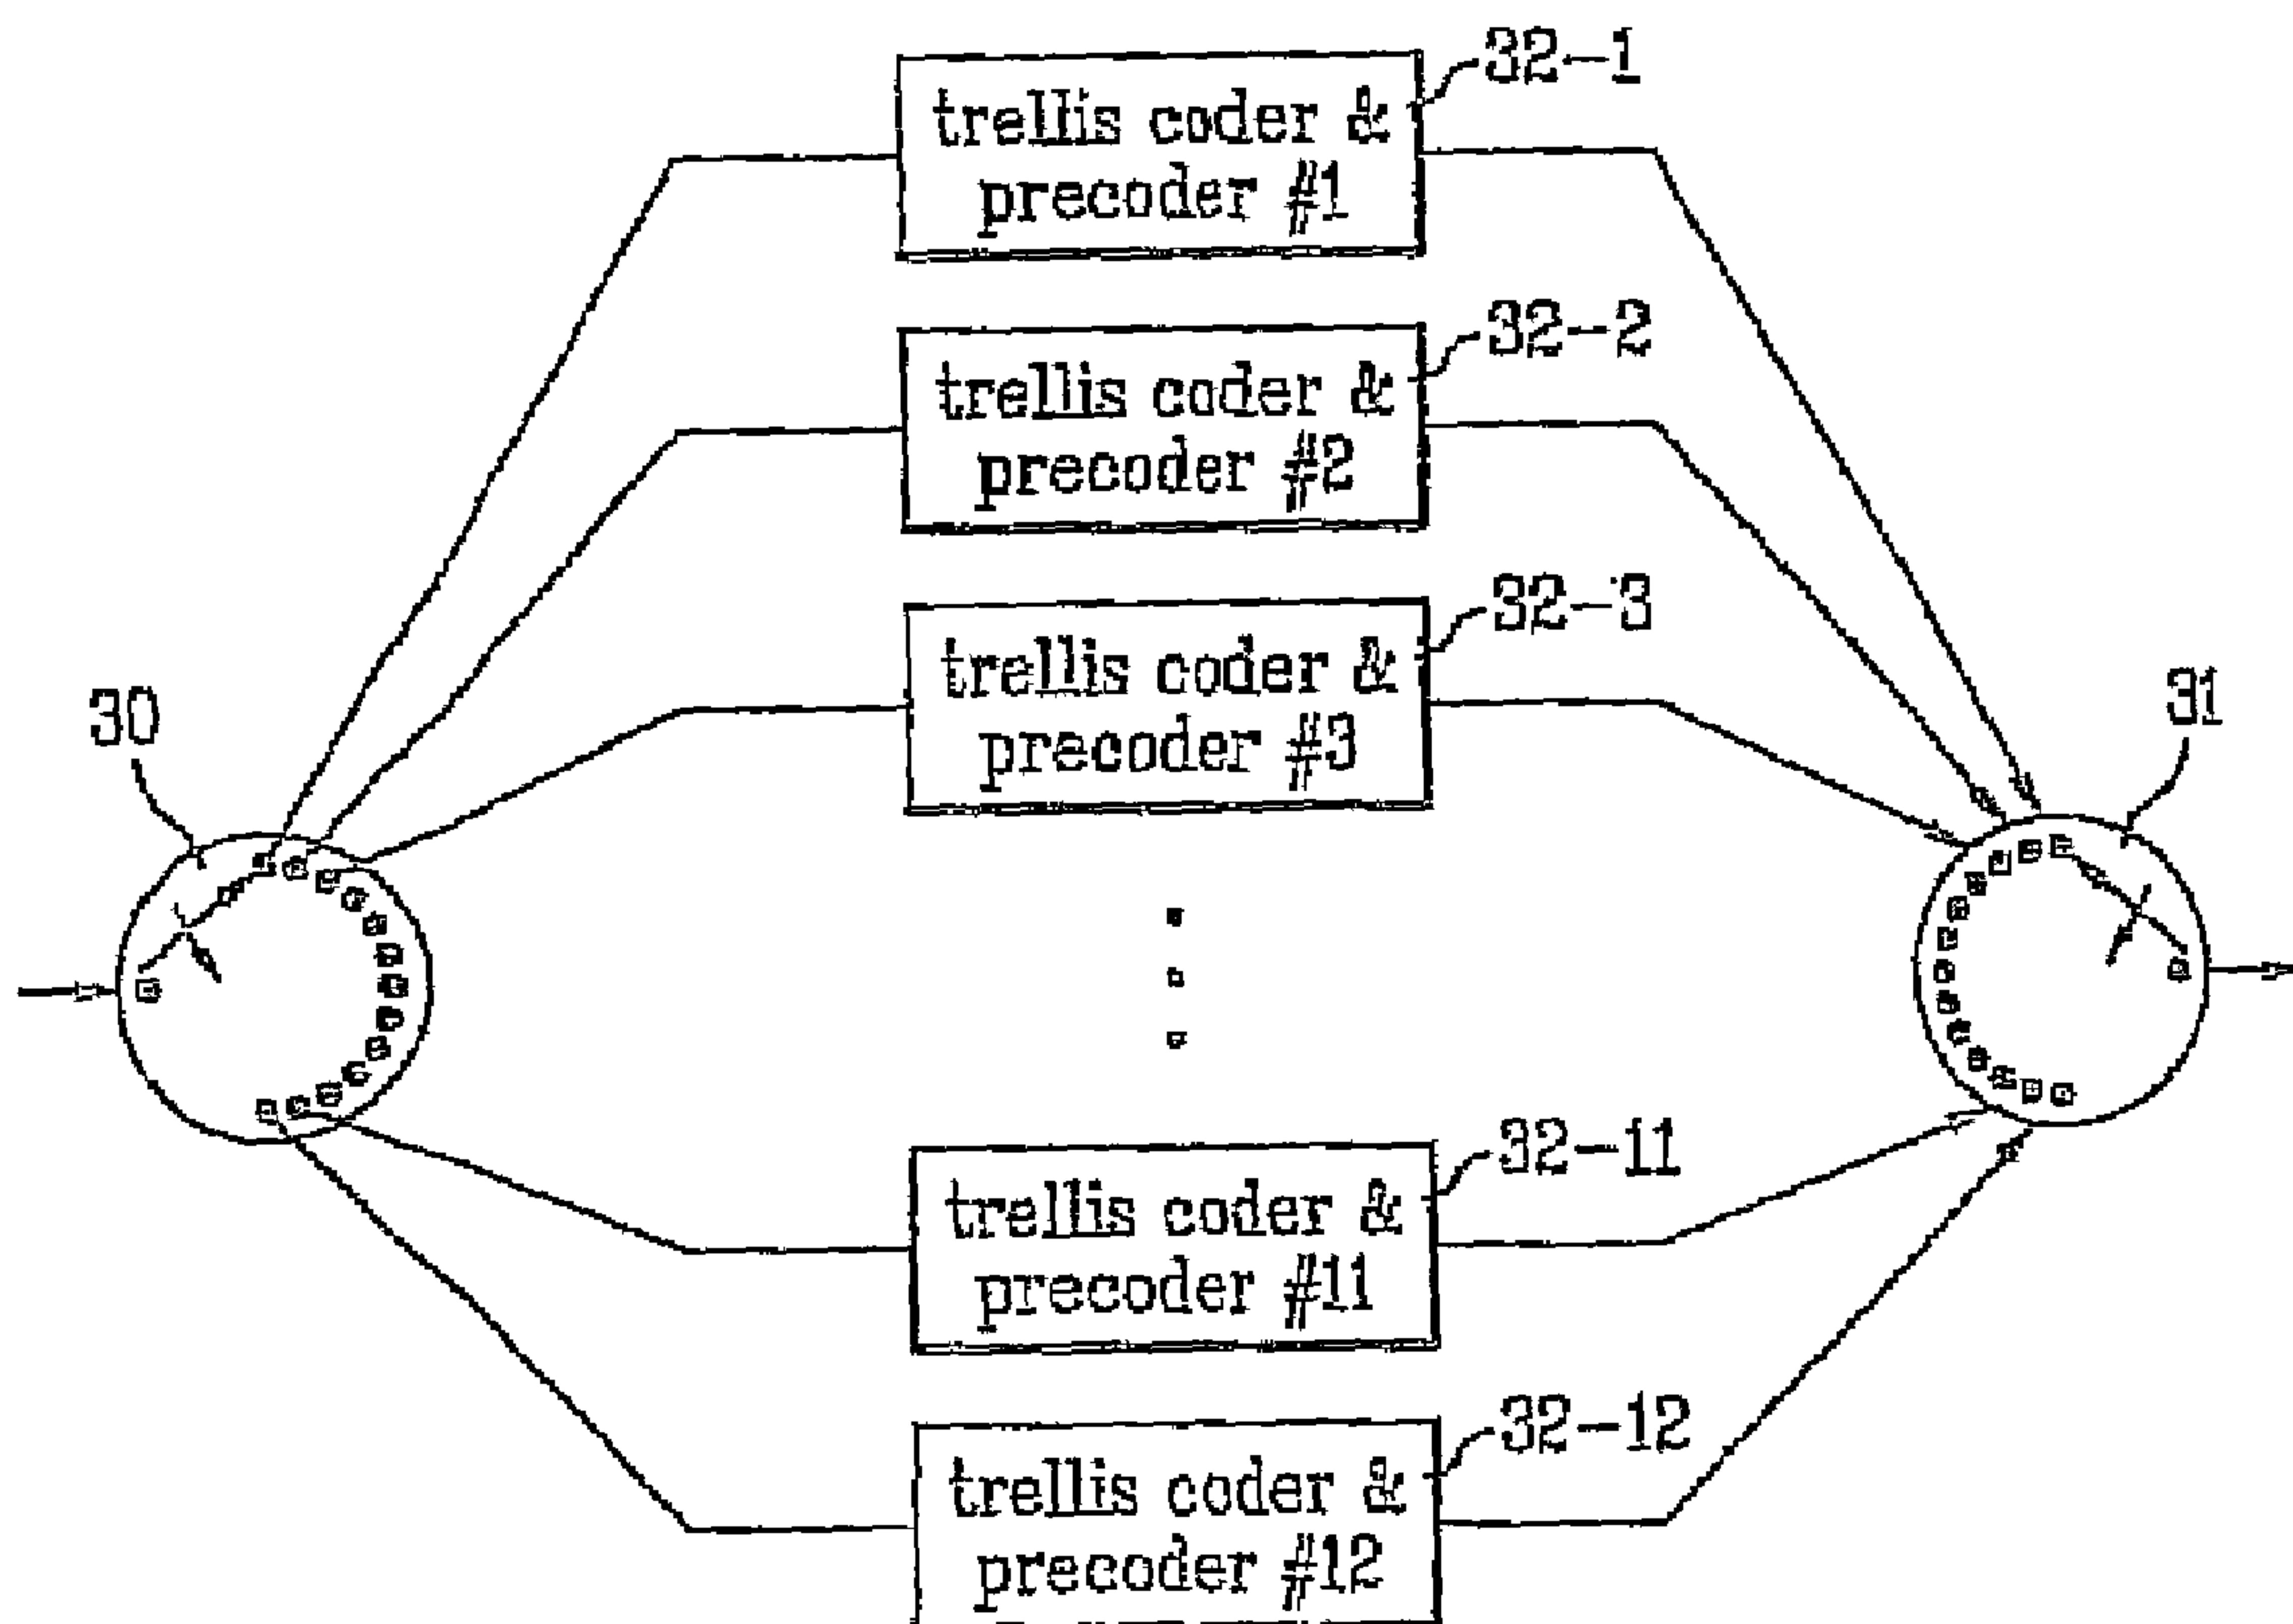 32-1
trellis coder &
precoder #1
32-2
trellis coder &
precoder #2
32-3
trellis coder &
precoder #3
30
31
32-11
trellis coder &
precoder #11
32-12
trellis coder &
precoder #12